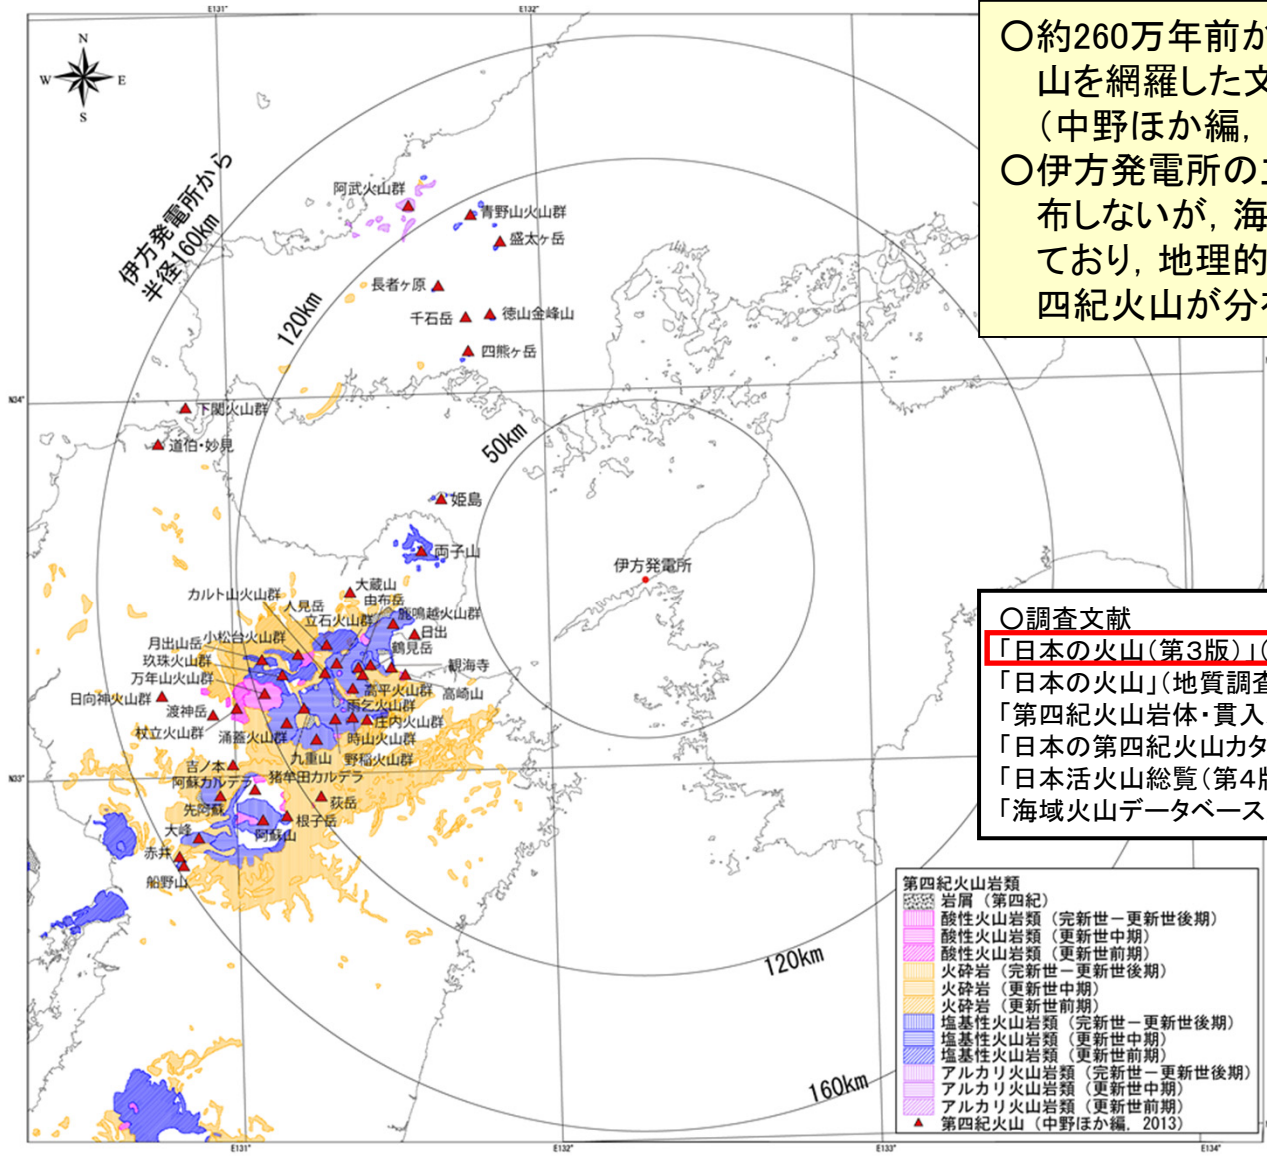 E131°
E132°
N
W
E
S
○約260万年前か
山を網羅した文
（中野ほか編,
○伊方発電所の
布しないが, 海
ており, 地理的
四紀火山が分
伊方発電所から
半径160km
120km
50km
阿武火山群
青野山火山群
盛太ヶ岳
長者ヶ原
千石岳
徳山金峰山
四熊ヶ岳
N34°
下関火山群
道伯・妙見
姫島
両子山
伊方発電所
大蔵山
カルト山火山群
人見岳
由布岳
立石火山群
鹿鳴越火山群
月出山岳
小松台火山群
日出
鶴見岳
玖珠火山群
観海寺
万年山火山群
高平火山群
高崎山
日向神火山群
渡神岳
雨乞火山群
庄内火山群
杖立火山群
涌蓋火山群
時山火山群
九重山
野稲火山群
N33°
吉ノ本
猪牟田カルデラ
阿蘇カルデラ
荻岳
先阿蘇
根子岳
大峰
阿蘇山
赤井
船野山
○調査文献
「日本の火山（第3版）」（
「日本の火山」（地質調査
「第四紀火山岩体・貫入
「日本の第四紀火山カタ
「日本活火山総覧（第4版
「海域火山データベース
第四紀火山岩類
岩屑（第四紀）
酸性火山岩類（完新世－更新世後期）
酸性火山岩類（更新世中期）
酸性火山岩類（更新世前期）
火砕岩（完新世－更新世後期）
火砕岩（更新世中期）
火砕岩（更新世前期）
塩基性火山岩類（完新世－更新世後期）
塩基性火山岩類（更新世中期）
塩基性火山岩類（更新世前期）
アルカリ火山岩類（完新世－更新世後期）
アルカリ火山岩類（更新世中期）
アルカリ火山岩類（更新世前期）
第四紀火山（中野ほか編, 2013）
120km
160km
E131°
E132°
E133°
E134°